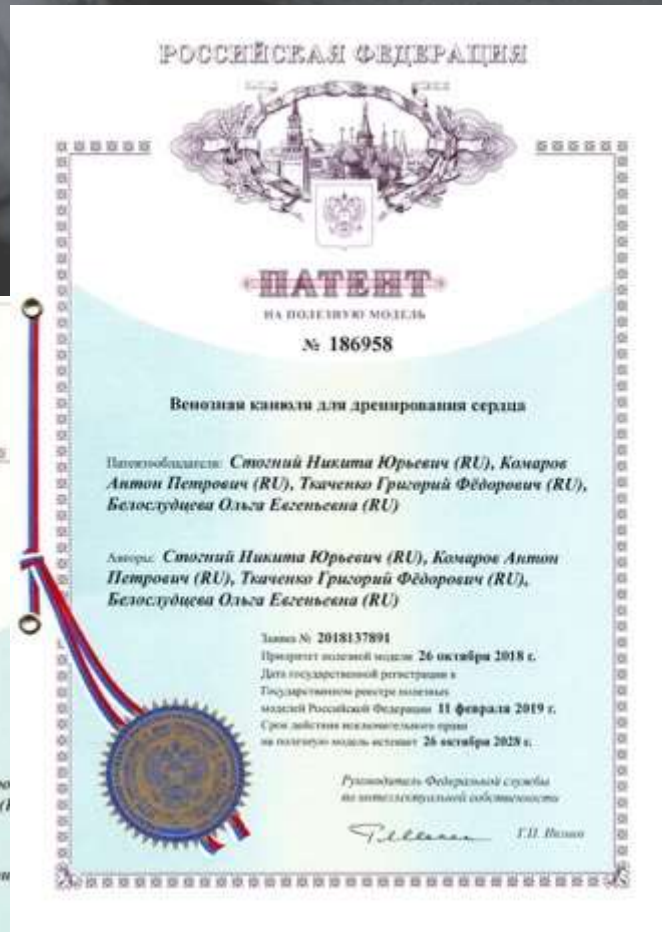 РОССИЙСКАЯ ФЕДЕРАЦИЯ
ПАТЕНТ
НА ПОЛЕЗНУЮ МОДЕЛЬ
№ 186958
Венозная канюля для дренирования сердца
Патентообладатели: Стогний Никита Юрьевич (RU), Комаров
Антон Петрович (RU), Ткаченко Григорий Фёдорович (RU),
Белослудцева Ольга Евгеньевна (RU)
Авторы: Стогний Никита Юрьевич (RU), Комаров Антон
Петрович (RU), Ткаченко Григорий Фёдорович (RU),
Белослудцева Ольга Евгеньевна (RU)
Заявка № 2018137891
Приоритет полезной модели 26 октября 2018 г.
Дата государственной регистрации в
Государственном реестре полезных
моделей Российской Федерации 11 февраля 2019 г.
Срок действия исключительного права
на полезную модель истекает 26 октября 2028 г.
Руководитель Федеральной службы
по интеллектуальной собственности
Г.П. Ивлиев